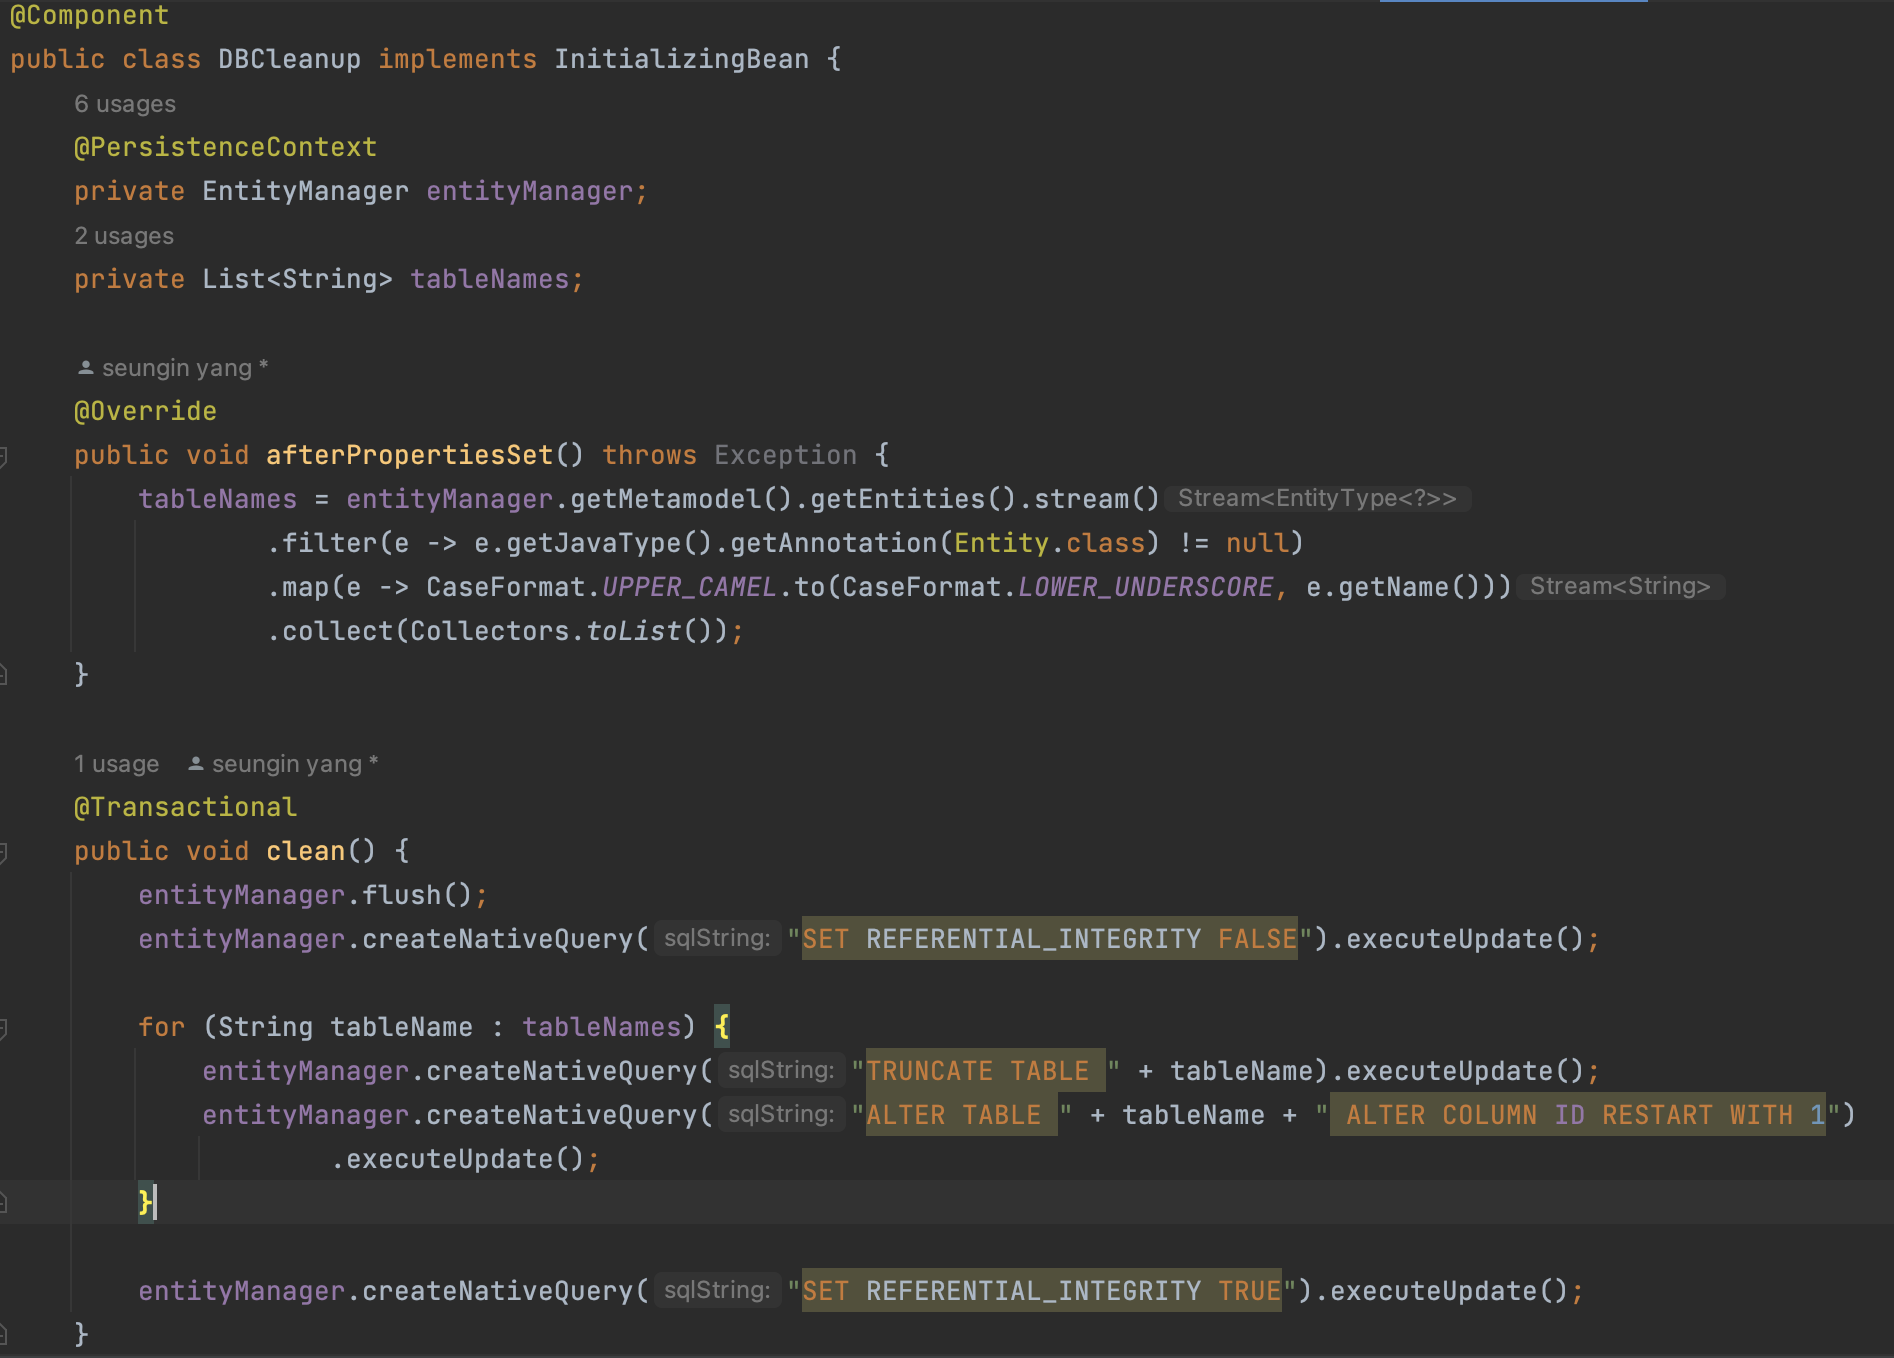 @Component
public class DBCleanup implements InitializingBean {
6 usages
@PersistenceContext
private EntityManager entityManager;
2 usages
private List<String> tableNames;
seungin yang *
@Override
public void afterPropertiesSet() throws Exception {
tableNames = entityManager.getMetamodel().getEntities().stream() Stream<EntityType<?>>
.filter(e -> e.getJavaType().getAnnotation(Entity.class) != null)
.map(e -> CaseFormat.UPPER_CAMEL.to(CaseFormat.LOWER_UNDERSCORE, e.getName())) Stream<String>
.collect(Collectors.toList());
}
1 usage seungin yang *
@Transactional
public void clean() {
entityManager.flush();
entityManager.createNativeQuery( sqlString: "SET REFERENTIAL_INTEGRITY FALSE").executeUpdate();
for (String tableName : tableNames) {
entityManager.createNativeQuery( sqlString: "TRUNCATE TABLE " + tableName).executeUpdate();
entityManager.createNativeQuery( sqlString: "ALTER TABLE " + tableName + " ALTER COLUMN ID RESTART WITH 1")
.executeUpdate();
}
entityManager.createNativeQuery( sqlString: "SET REFERENTIAL_INTEGRITY TRUE").executeUpdate();
}